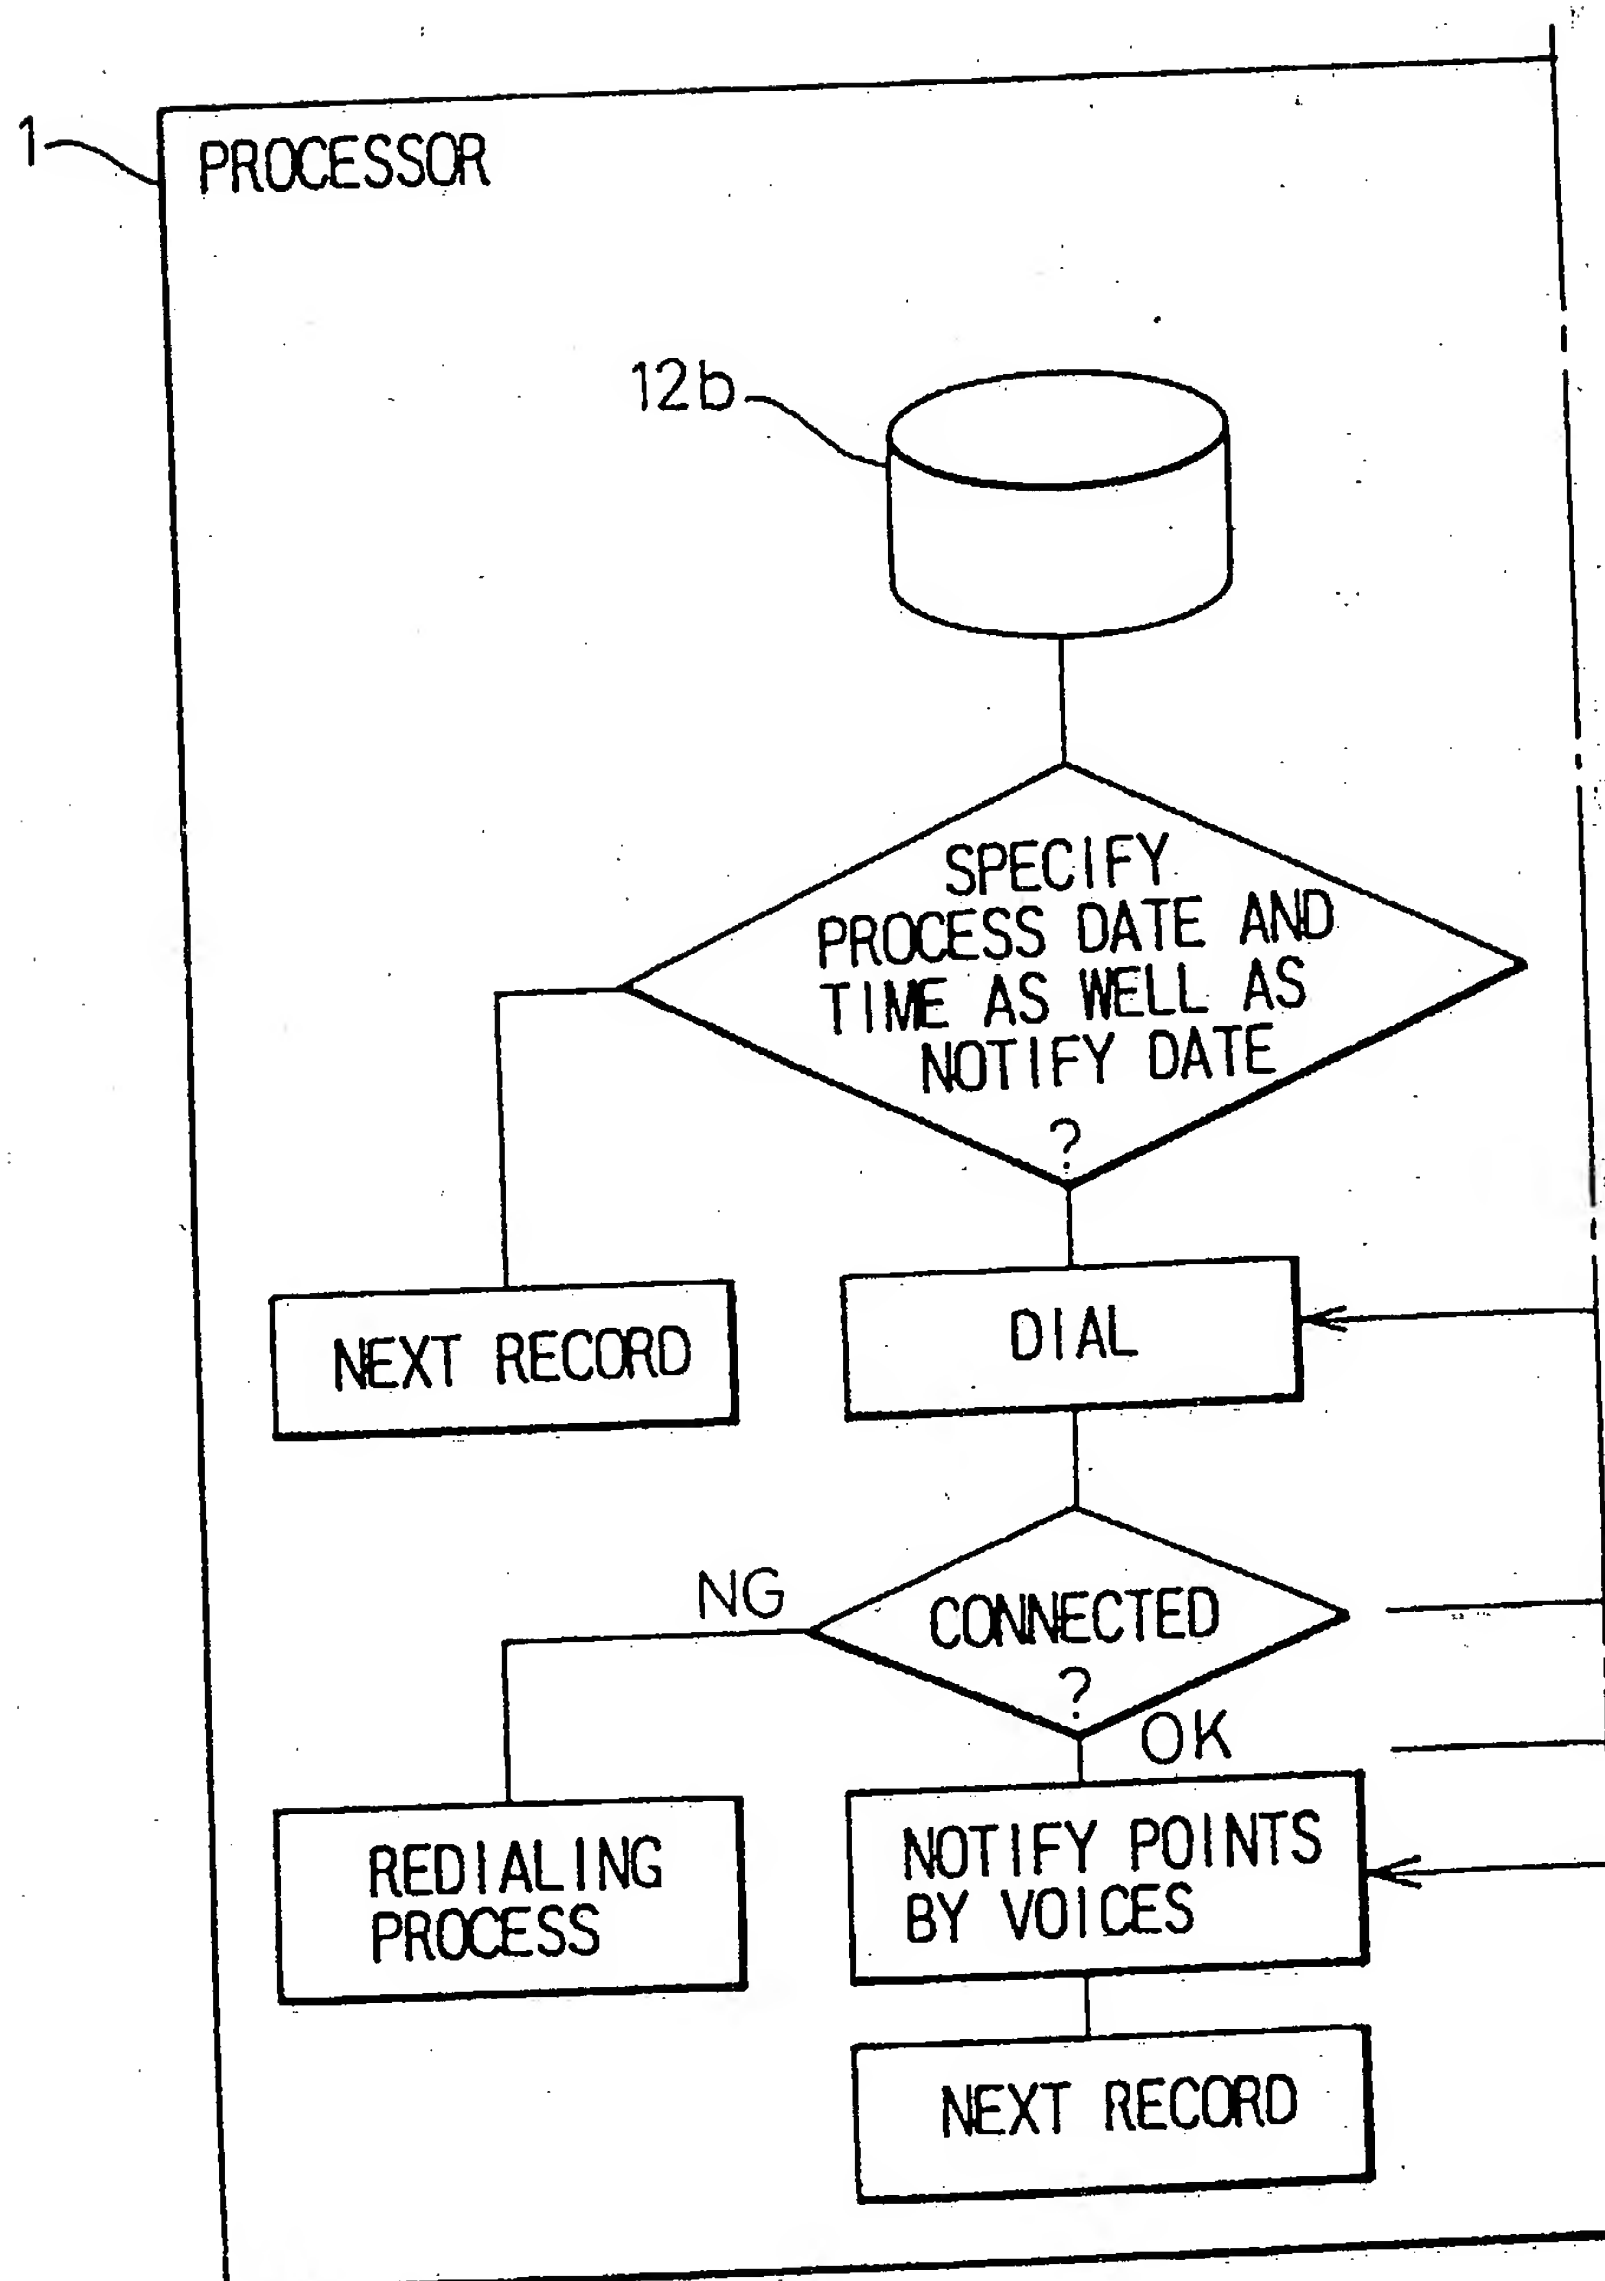 1
PROCESSOR
12b
SPECIFY
PROCESS DATE AND
TIME AS WELL AS
NOTIFY DATE
?
NEXT RECORD
DIAL
NG
CONNECTED
?
OK
REDIALING
PROCESS
NOTIFY POINTS
BY VOICES
NEXT RECORD